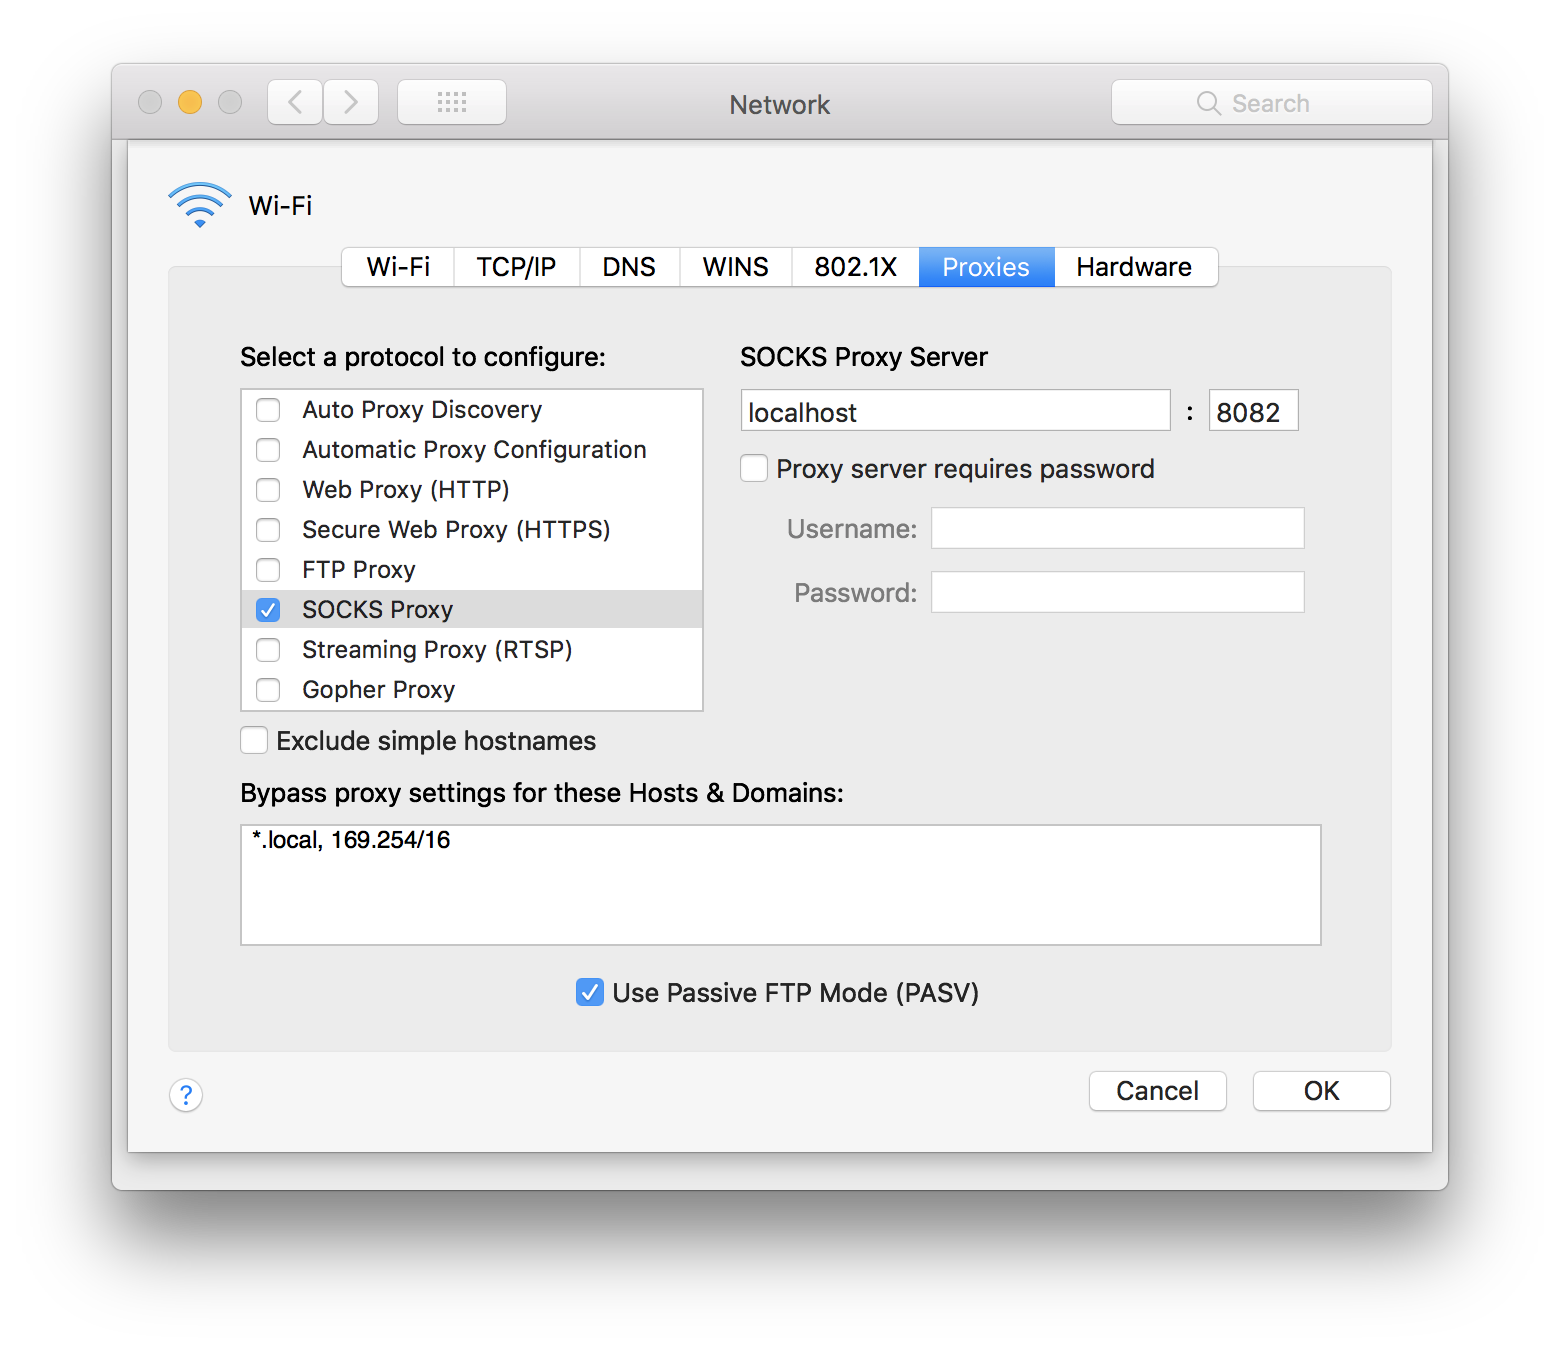 Network
Search
Wi-Fi
Wi-Fi TCP/IP DNS WINS 802.1X Proxies Hardware
Select a protocol to configure:
Auto Proxy Discovery
Automatic Proxy Configuration
Web Proxy (HTTP)
Secure Web Proxy (HTTPS)
FTP Proxy
SOCKS Proxy
Streaming Proxy (RTSP)
Gopher Proxy
SOCKS Proxy Server
localhost : 8082
Proxy server requires password
Username:
Password:
Exclude simple hostnames
Bypass proxy settings for these Hosts & Domains:
*.local, 169.254/16
Use Passive FTP Mode (PASV)
?
Cancel
OK